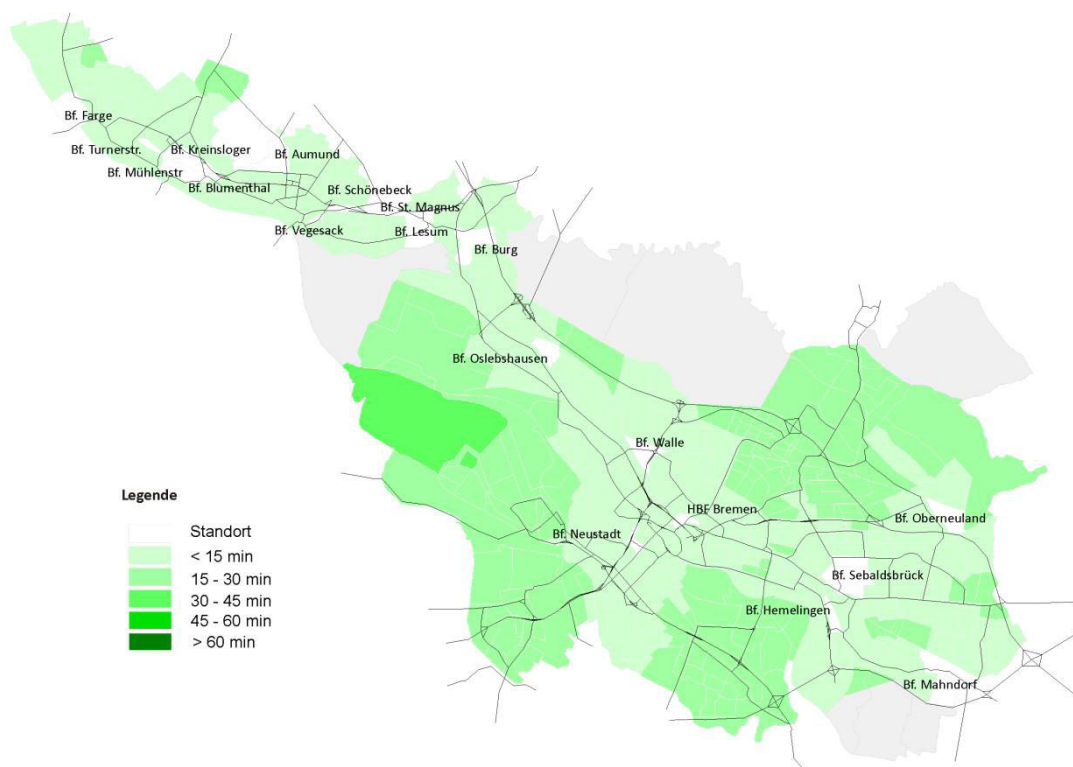 Bf. Farge
Bf. Turnerstr.
Bf. Kreinsloger
Bf. Aumund
Bf. Mühlenstr
Bf. Blumenthal
Bf. Schönebeck
Bf. St. Magnus
Bf. Vegesack
Bf. Lesum
Bf. Burg
Bf. Oslebshausen
Bf. Walle
HBF Bremen
Bf. Neustadt
Bf. Oberneuland
Bf. Sebaldsbrück
Bf. Hemelingen
Bf. Mahndorf
Legende
Standort
< 15 min
15 - 30 min
30 - 45 min
45 - 60 min
> 60 min